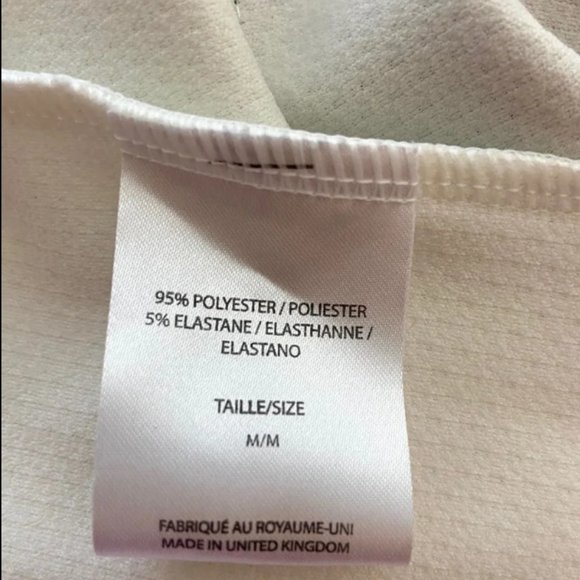 95% POLYESTER / POLIESTER
5% ELASTANE / ELASTHANNE /
ELASTANO
TAILLE/SIZE
M/M
FABRIQUÉ AU ROYAUME-UNI
MADE IN UNITED KINGDOM